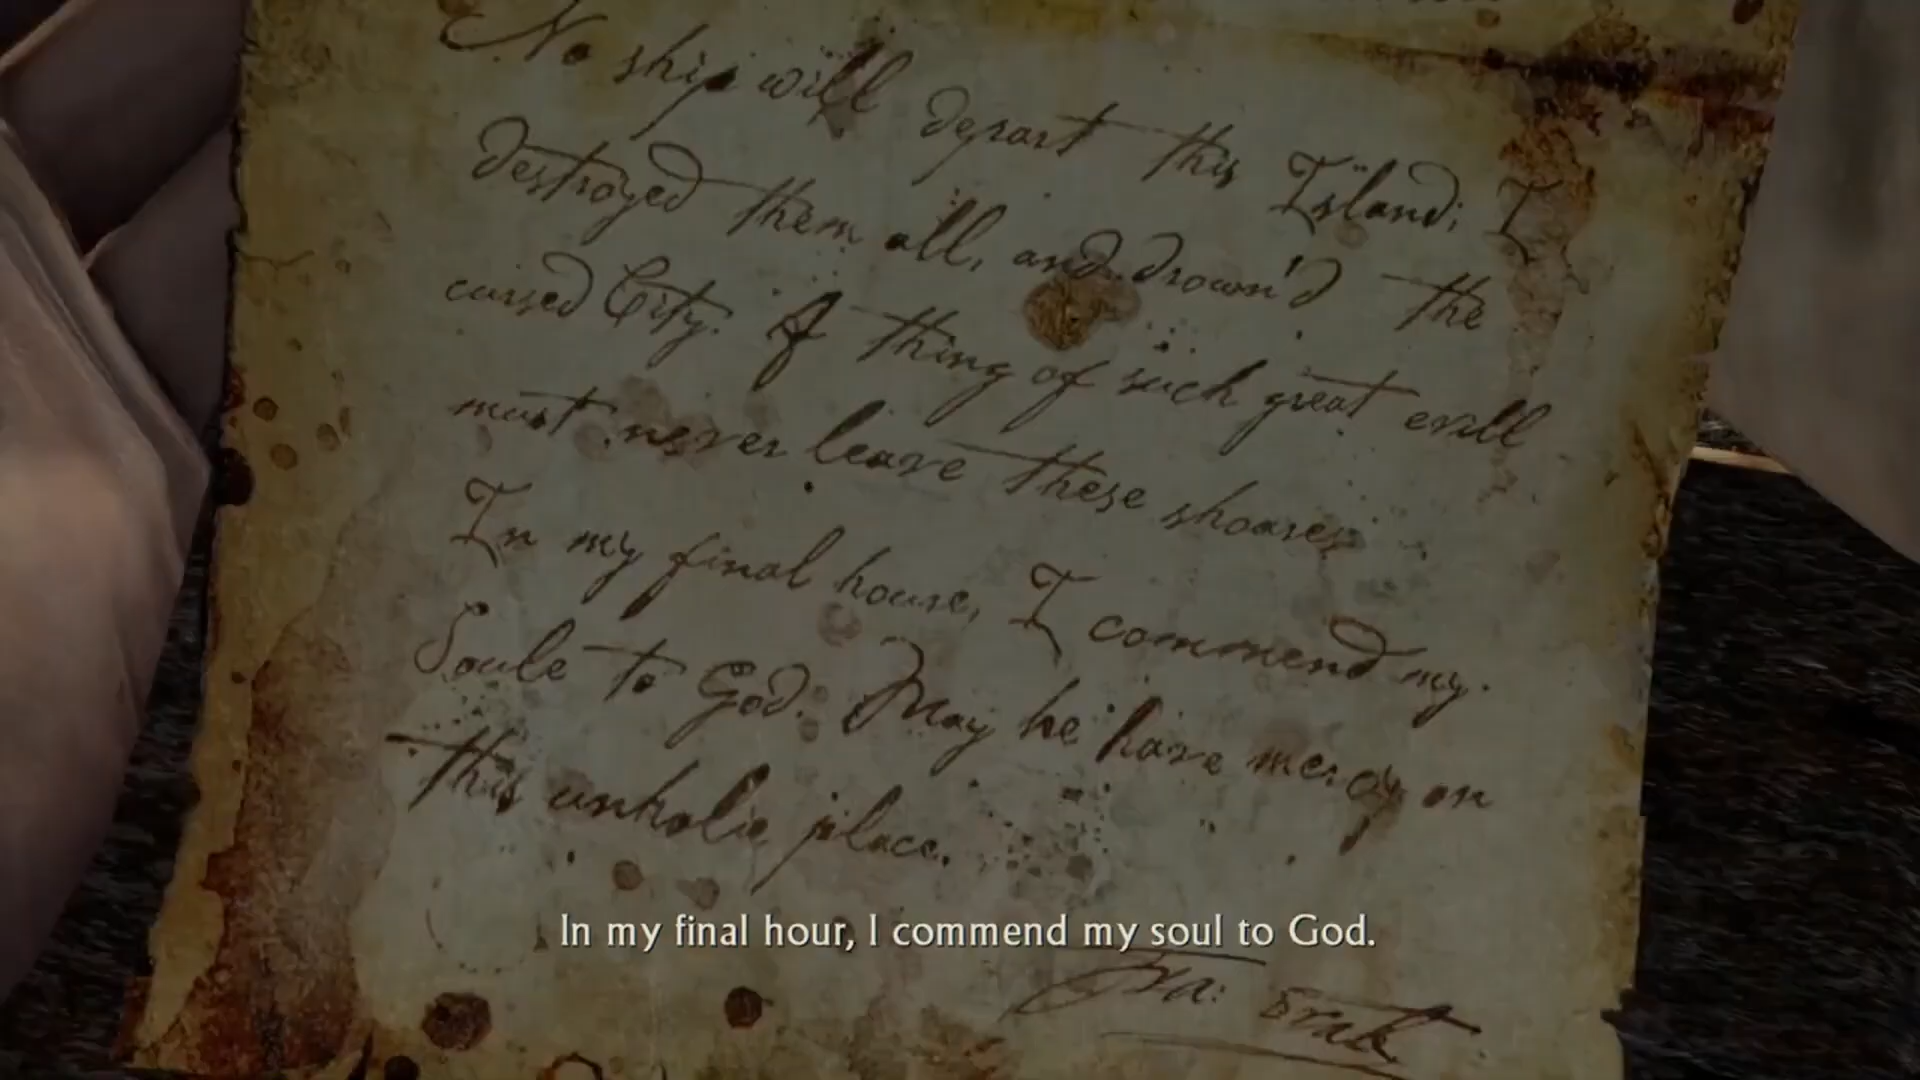 No ship will depart this Island; I
destroyed them all, and drown'd the
cursed City. A thing of such great evill
must never leave these shoares
In my final houre, I commend my
Soule to God. May he have mercy on
this unholie place.
In my final hour, I commend my soul to God.
Fra: Drak